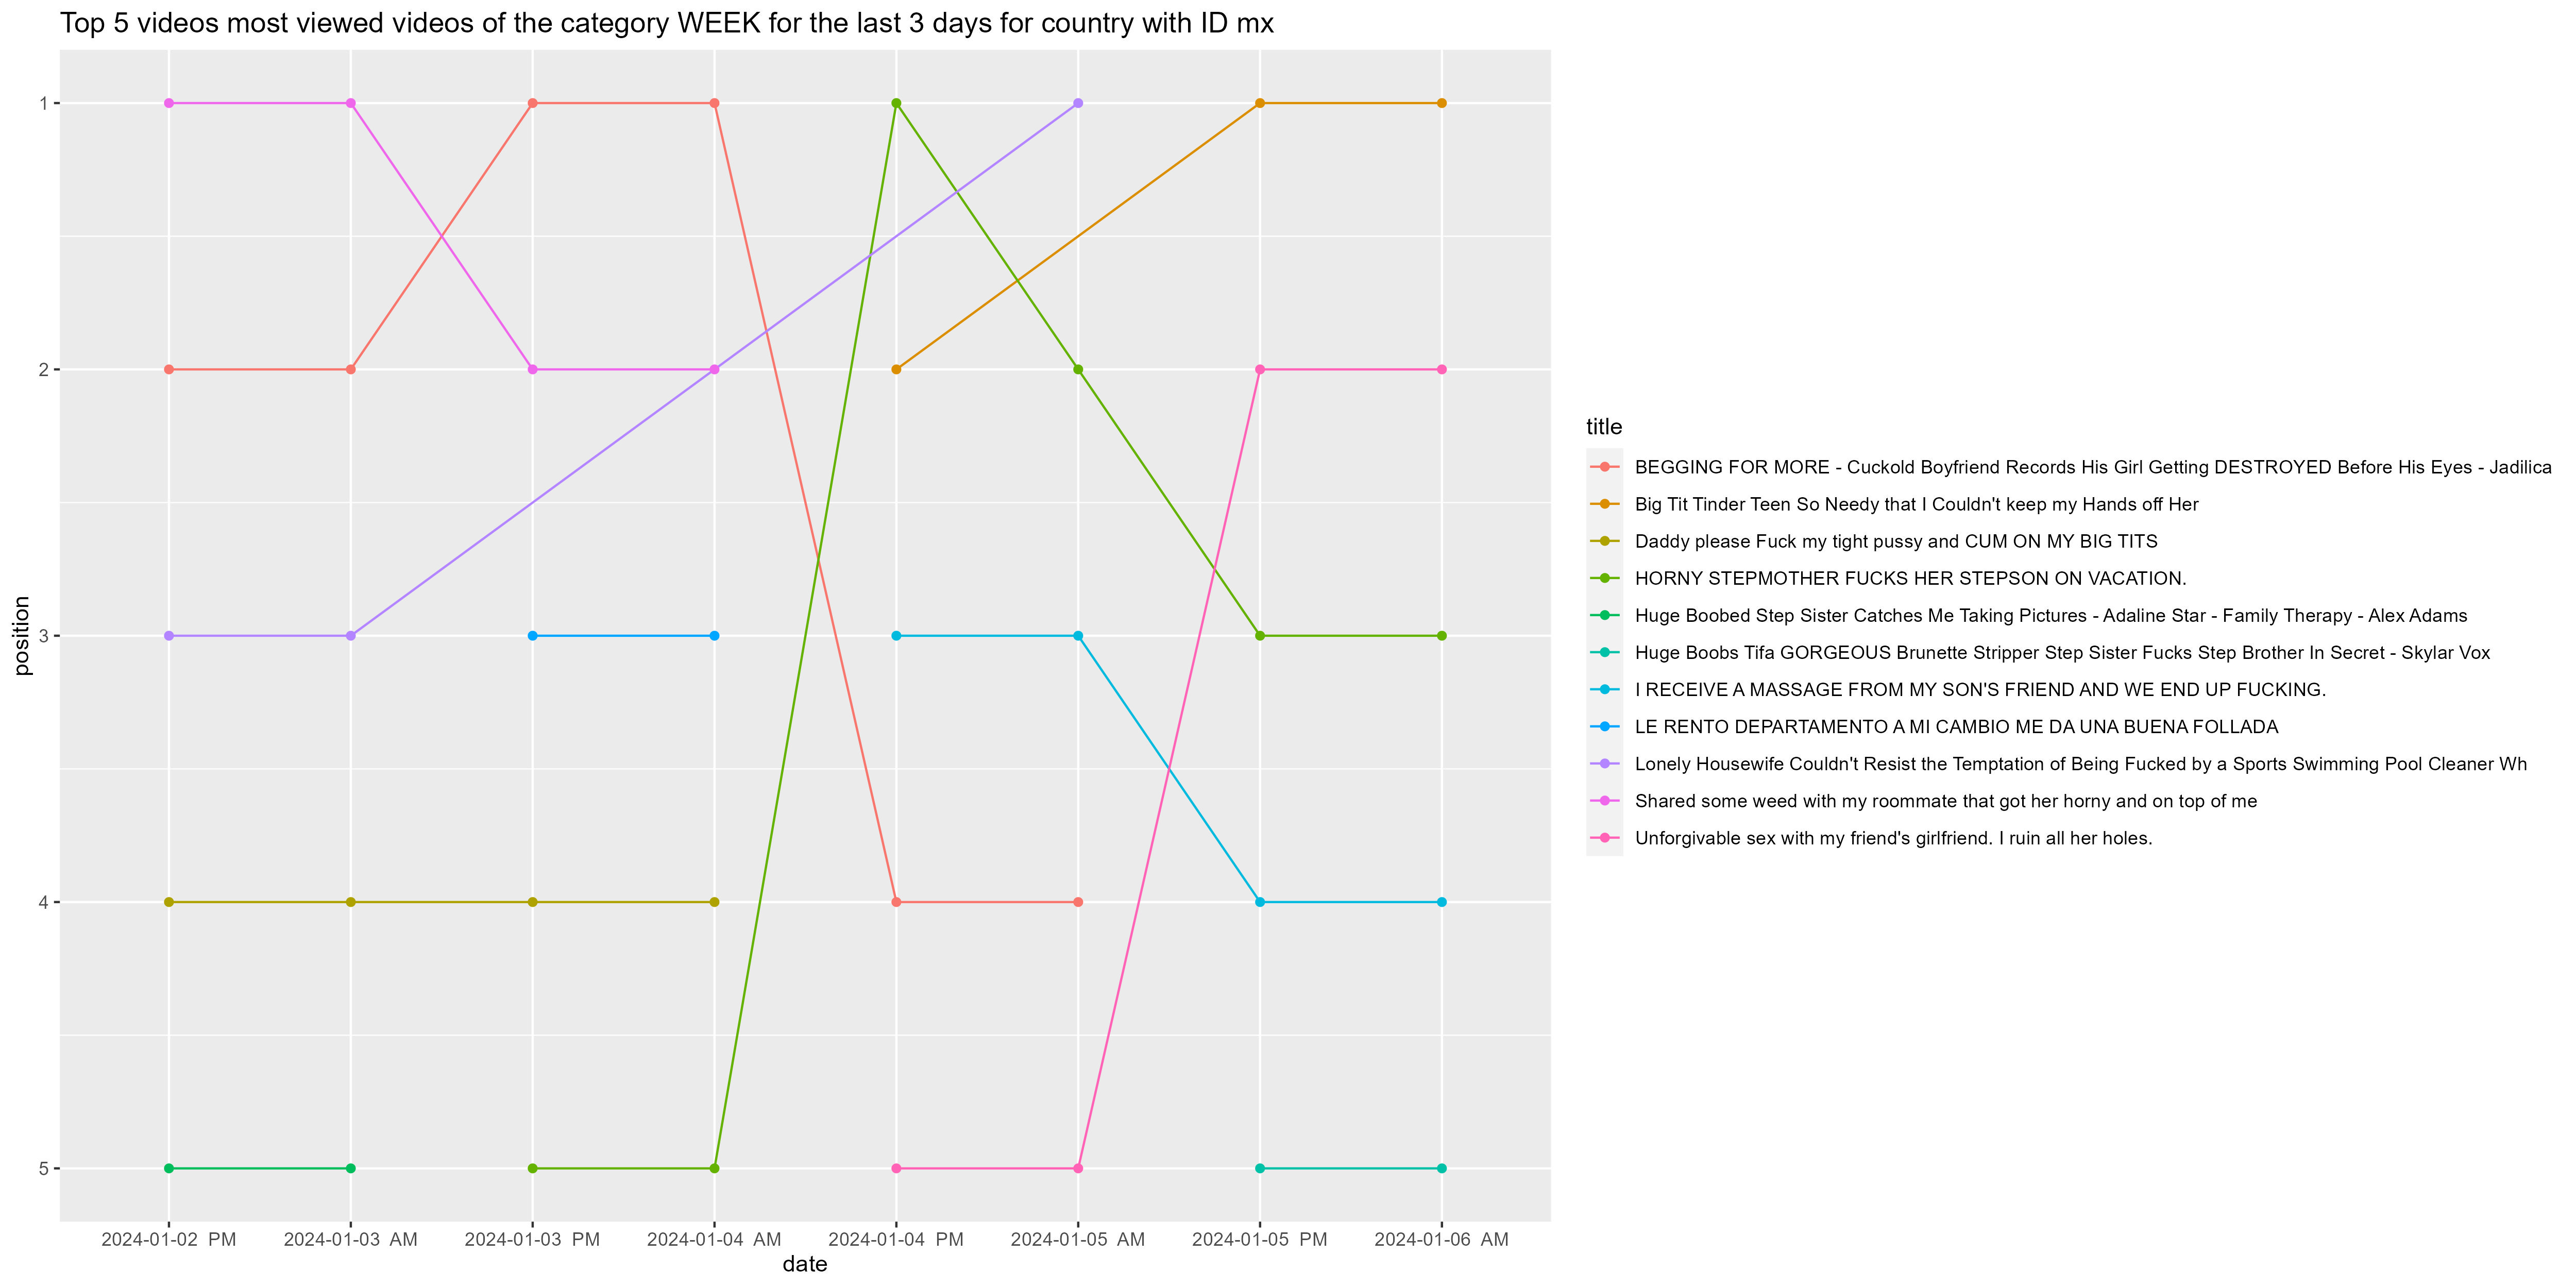 Top 5 videos most viewed videos of the category WEEK for the last 3 days for country with ID mx
position
1
2
3
4
5
2024-01-02 PM
2024-01-03 AM
2024-01-03 PM
2024-01-04 AM
2024-01-04 PM
2024-01-05 AM
2024-01-05 PM
2024-01-06 AM
date
title
BEGGING FOR MORE - Cuckold Boyfriend Records His Girl Getting DESTROYED Before His Eyes - Jadilica
Big Tit Tinder Teen So Needy that I Couldn't keep my Hands off Her
Daddy please Fuck my tight pussy and CUM ON MY BIG TITS
HORNY STEPMOTHER FUCKS HER STEPSON ON VACATION.
Huge Boobed Step Sister Catches Me Taking Pictures - Adaline Star - Family Therapy - Alex Adams
Huge Boobs Tifa GORGEOUS Brunette Stripper Step Sister Fucks Step Brother In Secret - Skylar Vox
I RECEIVE A MASSAGE FROM MY SON'S FRIEND AND WE END UP FUCKING.
LE RENTO DEPARTAMENTO A MI CAMBIO ME DA UNA BUENA FOLLADA
Lonely Housewife Couldn't Resist the Temptation of Being Fucked by a Sports Swimming Pool Cleaner Wh
Shared some weed with my roommate that got her horny and on top of me
Unforgivable sex with my friend's girlfriend. I ruin all her holes.